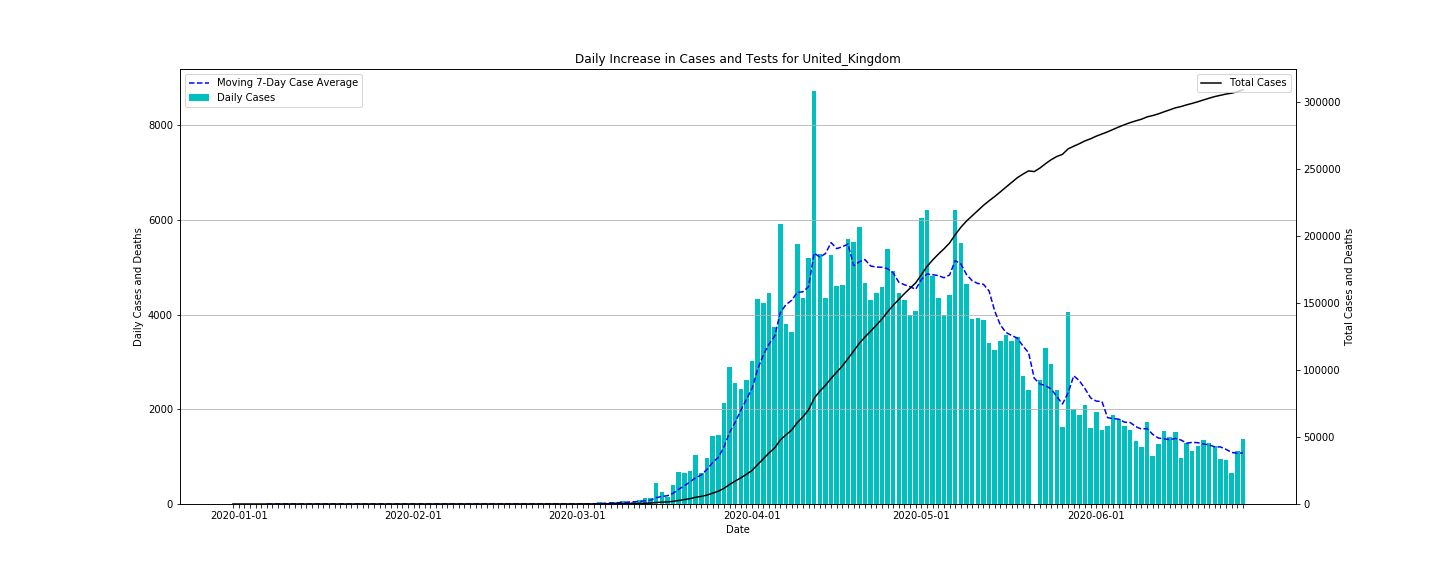 Daily Increase in Cases and Tests for United_Kingdom
Moving 7-Day Case Average
Daily Cases
Total Cases
8000
6000
4000
2000
0
Daily Cases and Deaths
300000
250000
200000
150000
100000
50000
0
Total Cases and Deaths
2020-01-01 2020-02-01 2020-03-01 2020-04-01 2020-05-01 2020-06-01
Date